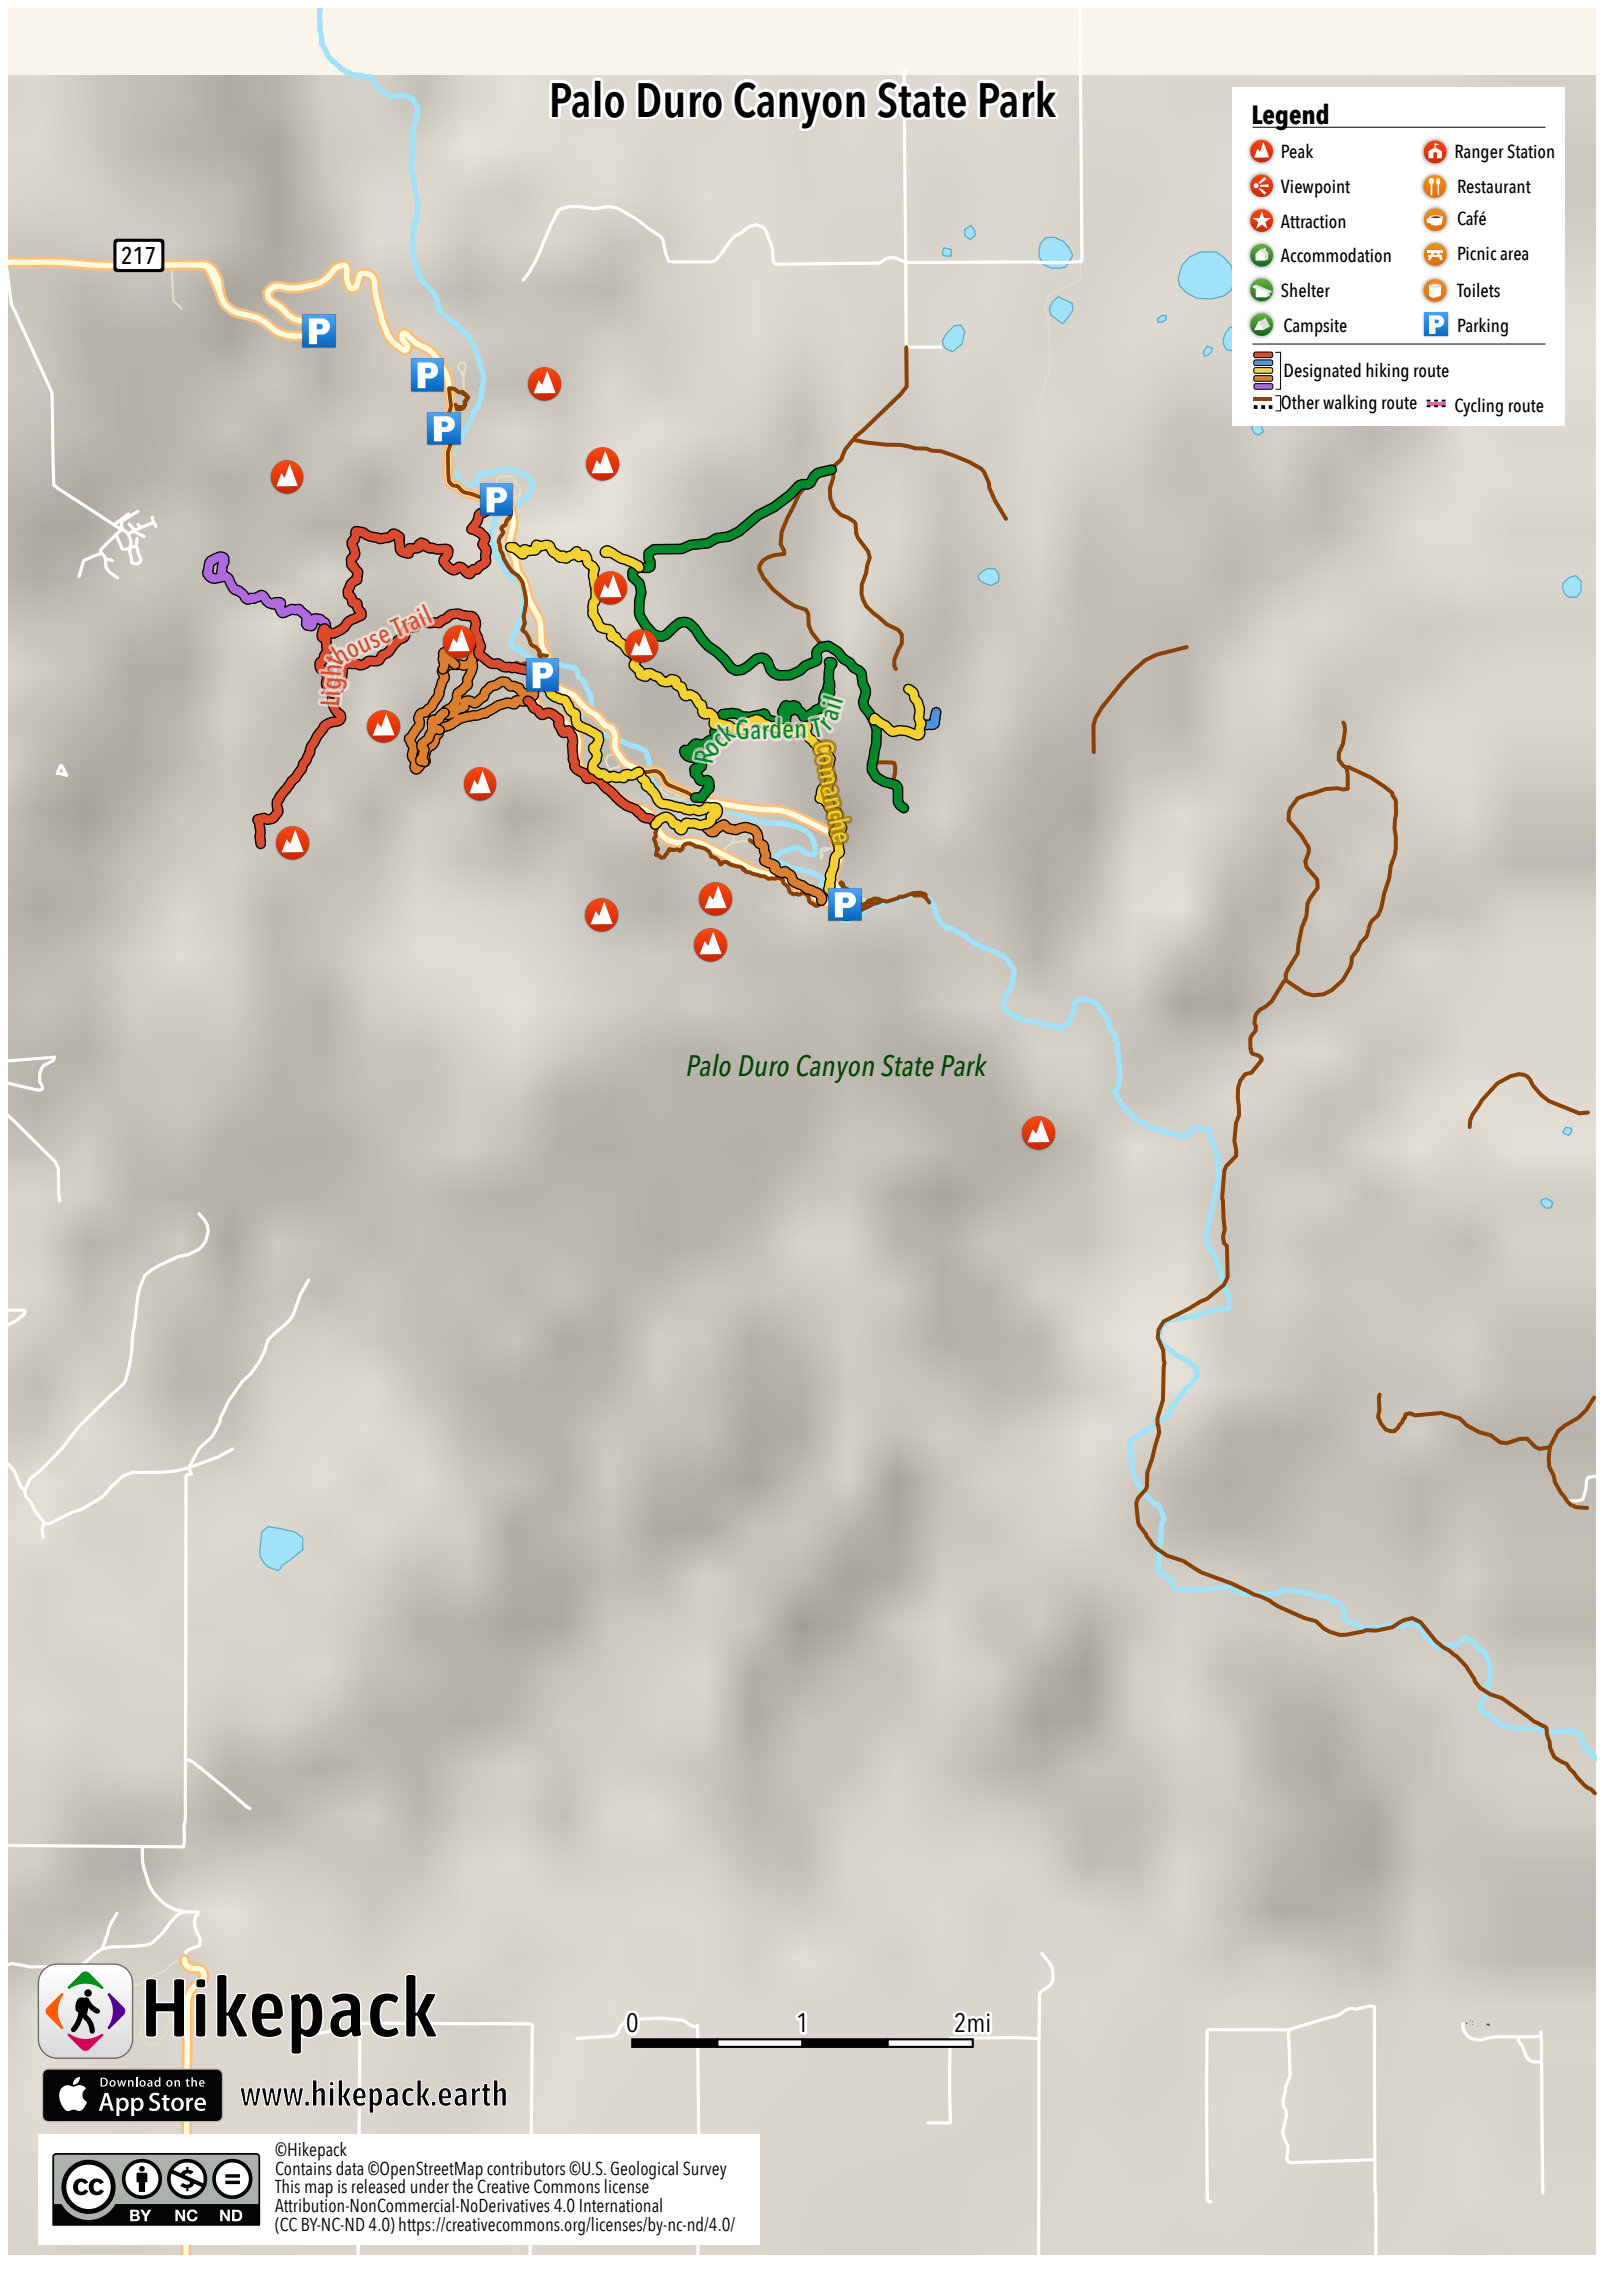 Palo Duro Canyon State Park
Legend
Peak
Ranger Station
Viewpoint
Restaurant
Attraction
Café
Accommodation
Picnic area
Shelter
Toilets
Campsite
P Parking
Designated hiking route
Other walking route
Cycling route
217
P
P
P
P
P
P
Lighthouse Trail
Rock Garden Trail
Comanche
Palo Duro Canyon State Park
Hikepack
0 1 2mi
Download on the
App Store
www.hikepack.earth
©Hikepack
Contains data ©OpenStreetMap contributors ©U.S. Geological Survey
This map is released under the Creative Commons license
Attribution-NonCommercial-NoDerivatives 4.0 International
(CC BY-NC-ND 4.0) https://creativecommons.org/licenses/by-nc-nd/4.0/
CC
BY NC ND